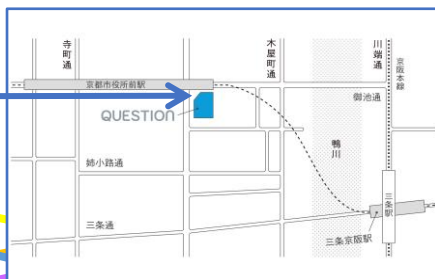 寺町通
木屋町通
川端通
京阪本線
京都市役所前駅
御池通
QUESTION
鴨川
姉小路通
三条駅
三条通
三条京阪駅